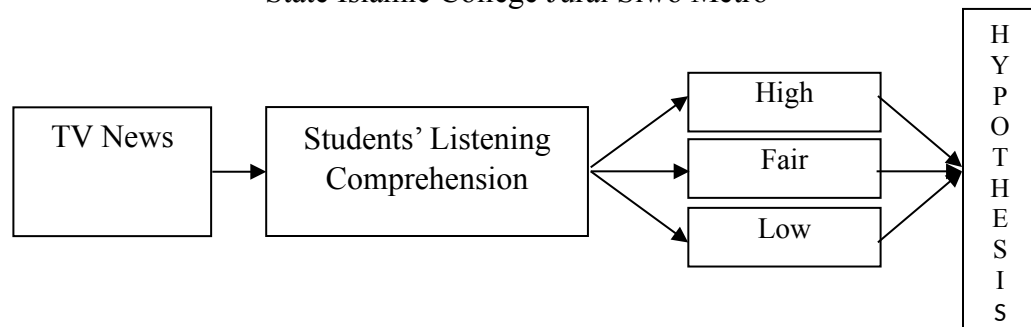 State Islamic College Jurai Siwo Metro
TV News
Students’ Listening
Comprehension
High
Fair
Low
H
Y
P
O
T
H
E
S
I
S